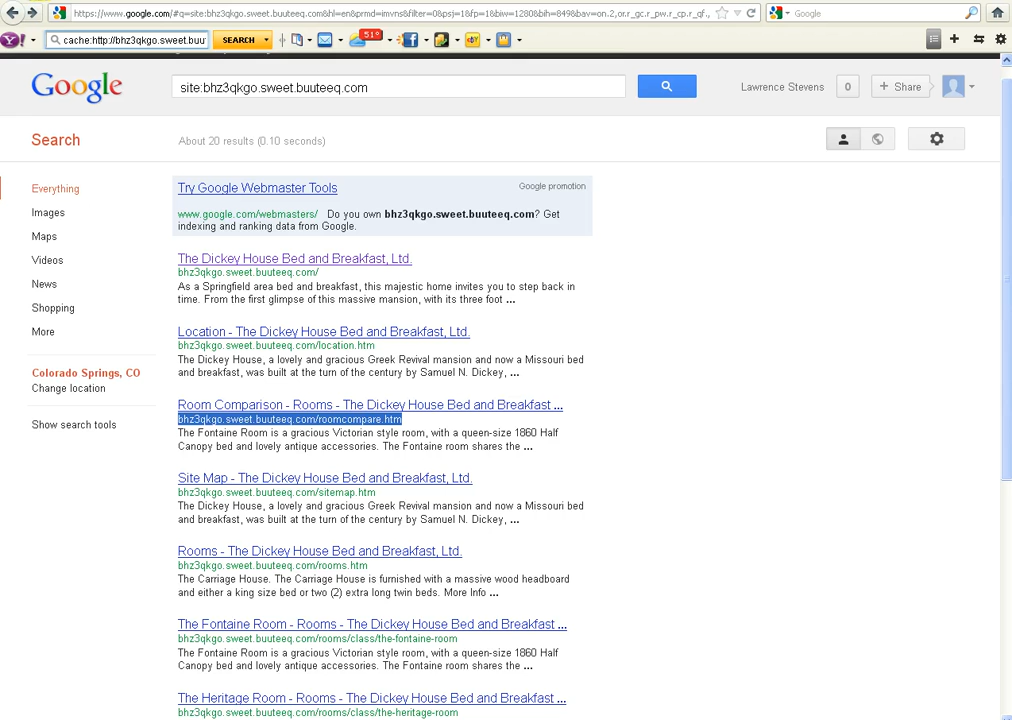 https://www.google.com/#q=site:bhz3qkgo.sweet.buuteeq.com&hl=en&prmd=imvns&filter=0&psj=1&fp=1&biw=1280&bih=849&bav=on.2,or.r_gc.r_pw.r_cp.r_qf.,
Google
cache:http://bhz3qkgo.sweet.buu
SEARCH
51°
Google
site:bhz3qkgo.sweet.buuteeq.com
Lawrence Stevens
0
+ Share
Search
About 20 results (0.10 seconds)
Everything
Images
Maps
Videos
News
Shopping
More
Colorado Springs, CO
Change location
Show search tools
Try Google Webmaster Tools
Google promotion
www.google.com/webmasters/ Do you own bhz3qkgo.sweet.buuteeq.com? Get
indexing and ranking data from Google.
The Dickey House Bed and Breakfast, Ltd.
bhz3qkgo.sweet.buuteeq.com/
As a Springfield area bed and breakfast, this majestic home invites you to step back in
time. From the first glimpse of this massive mansion, with its three foot ...
Location - The Dickey House Bed and Breakfast, Ltd.
bhz3qkgo.sweet.buuteeq.com/location.htm
The Dickey House, a lovely and gracious Greek Revival mansion and now a Missouri bed
and breakfast, was built at the turn of the century by Samuel N. Dickey, ...
Room Comparison - Rooms - The Dickey House Bed and Breakfast ...
bhz3qkgo.sweet.buuteeq.com/roomcompare.htm
The Fontaine Room is a gracious Victorian style room, with a queen-size 1860 Half
Canopy bed and lovely antique accessories. The Fontaine room shares the ...
Site Map - The Dickey House Bed and Breakfast, Ltd.
bhz3qkgo.sweet.buuteeq.com/sitemap.htm
The Dickey House, a lovely and gracious Greek Revival mansion and now a Missouri bed
and breakfast, was built at the turn of the century by Samuel N. Dickey, ...
Rooms - The Dickey House Bed and Breakfast, Ltd.
bhz3qkgo.sweet.buuteeq.com/rooms.htm
The Carriage House. The Carriage House is furnished with a massive wood headboard
and either a king size bed or two (2) extra long twin beds. More Info ...
The Fontaine Room - Rooms - The Dickey House Bed and Breakfast ...
bhz3qkgo.sweet.buuteeq.com/rooms/class/the-fontaine-room
The Fontaine Room is a gracious Victorian style room, with a queen-size 1860 Half
Canopy bed and lovely antique accessories. The Fontaine room shares the ...
The Heritage Room - Rooms - The Dickey House Bed and Breakfast ...
bhz3qkgo.sweet.buuteeq.com/rooms/class/the-heritage-room